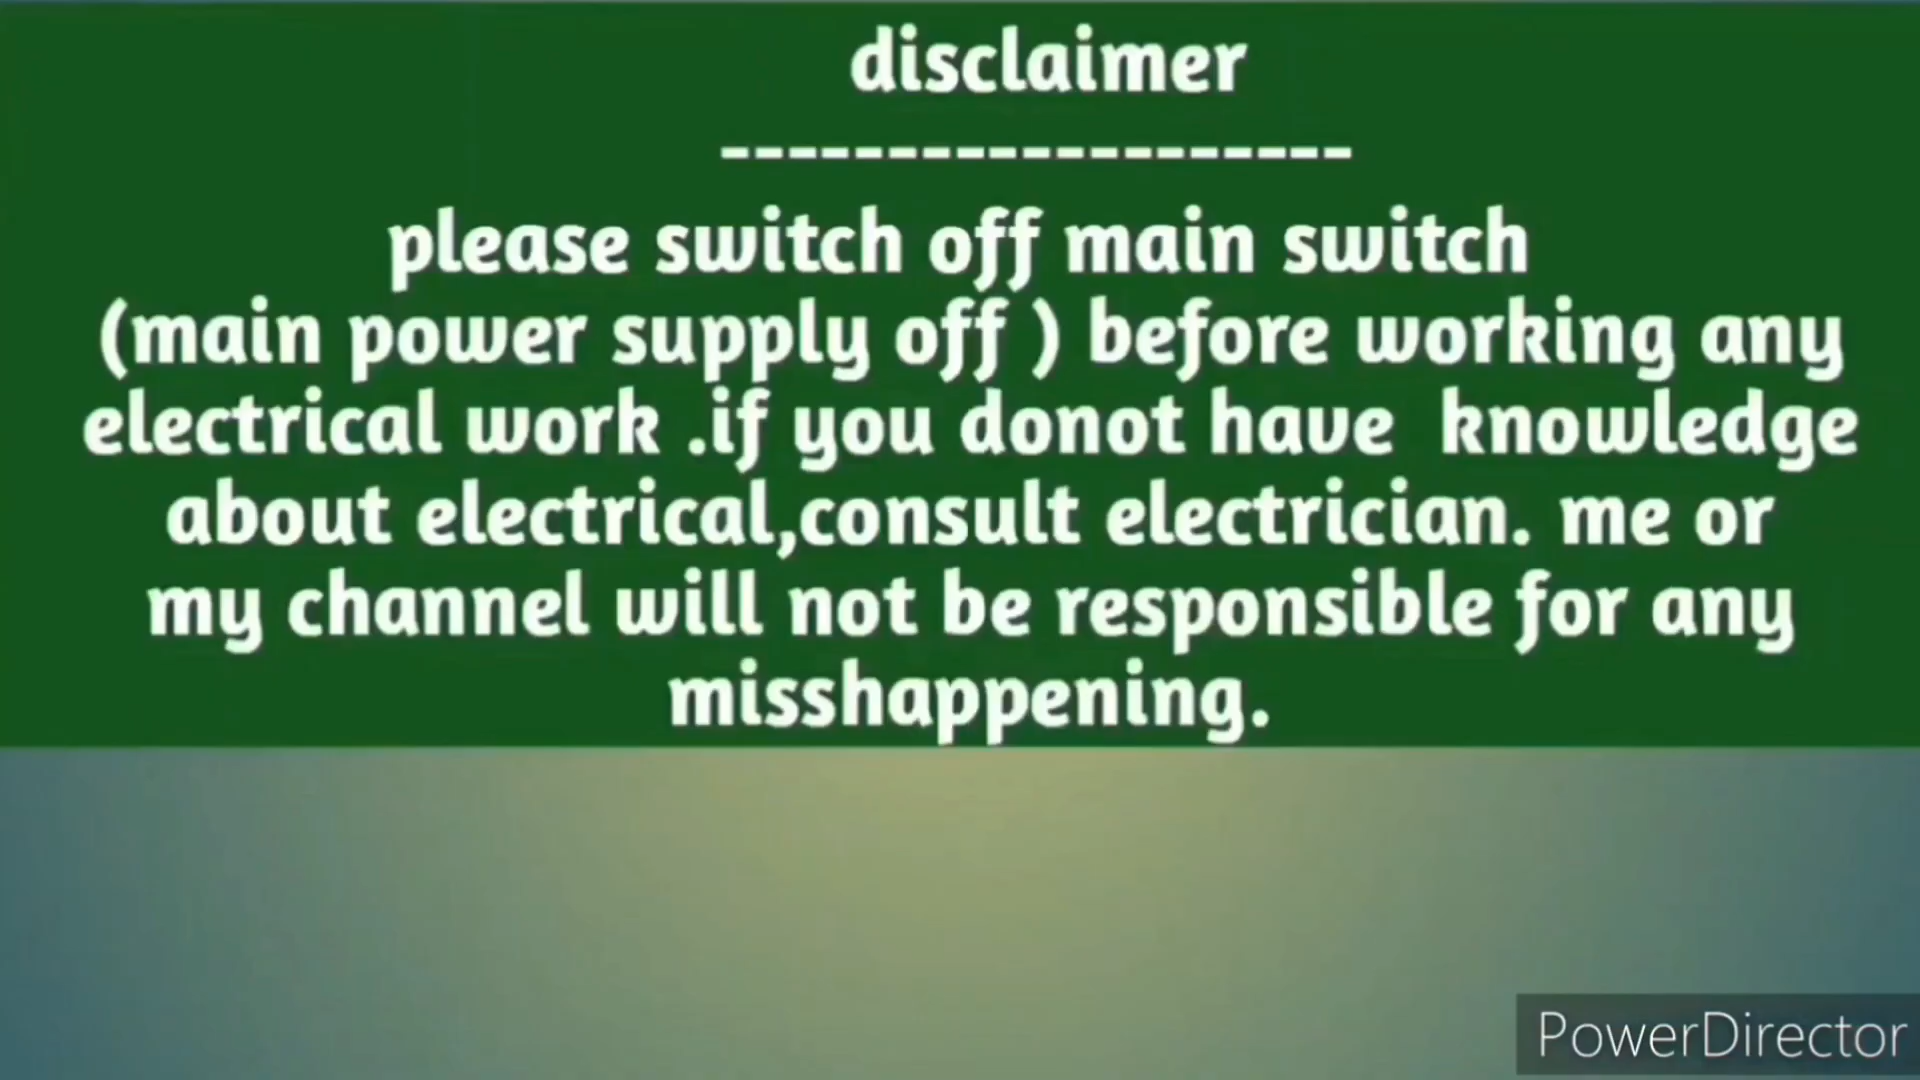 disclaimer
-------------------
please switch off main switch
(main power supply off ) before working any
electrical work .if you donot have  knowledge
about electrical,consult electrician. me or
my channel will not be responsible for any
misshappening.
PowerDirector